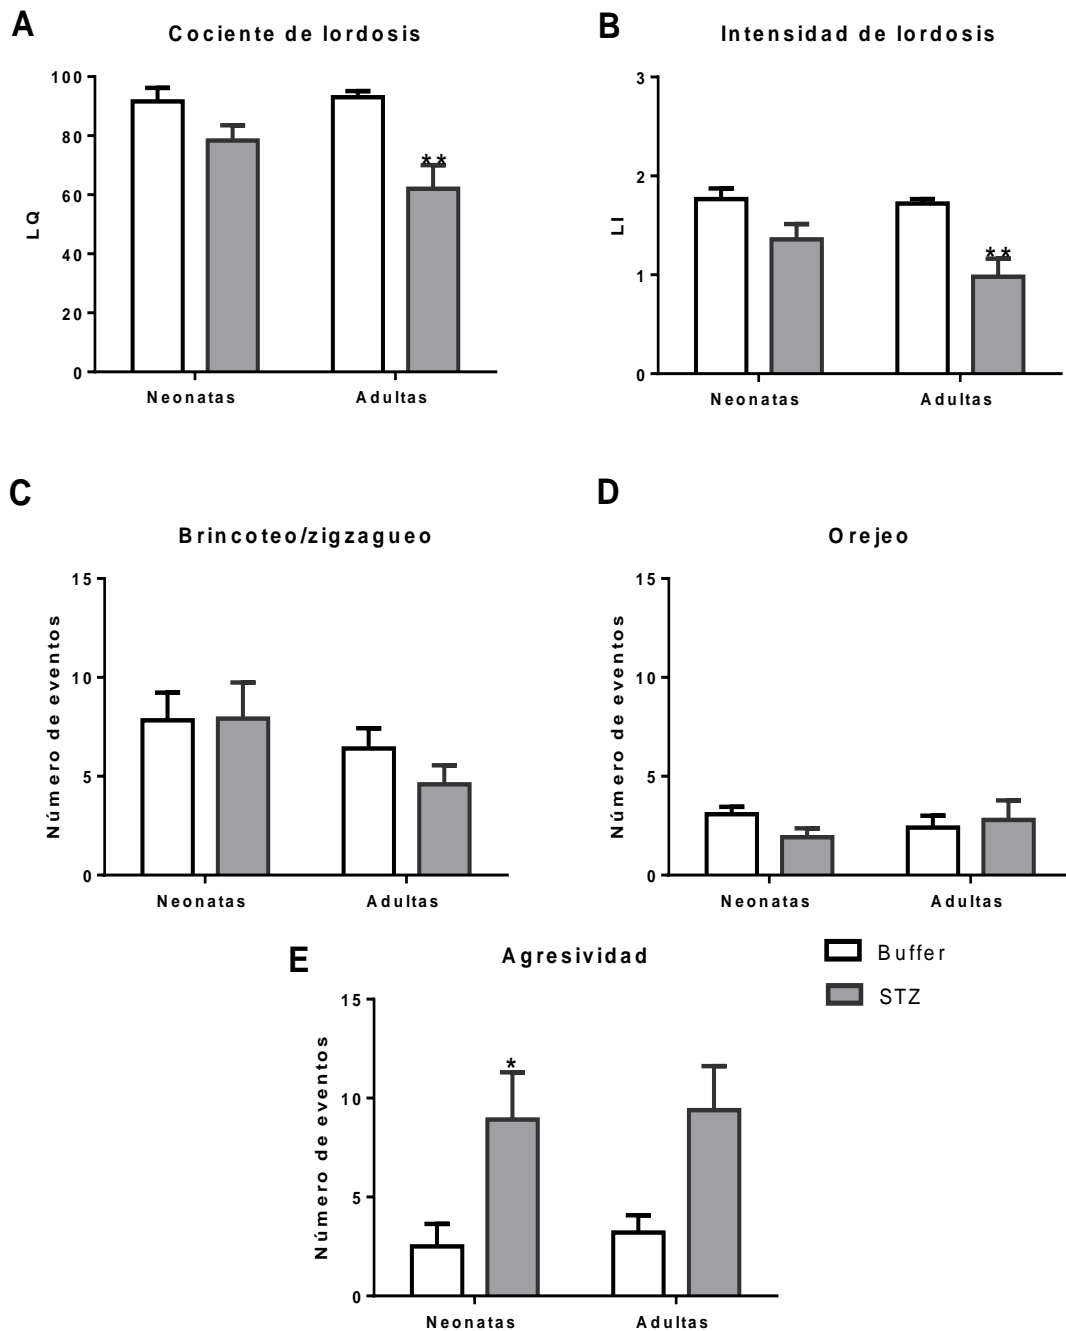 A
Cociente de lordosis
LQ
100
80
60
40
20
0
**
Neonatas Adultas
B
Intensidad de lordosis
LI
3
2
1
0
**
Neonatas Adultas
C
Brincoteo/zigzagueo
Número de eventos
15
10
5
0
Neonatas Adultas
D
Orejeo
Número de eventos
15
10
5
0
Neonatas Adultas
E
Agresividad
Número de eventos
15
10
5
0
*
Neonatas Adultas
Buffer
STZ